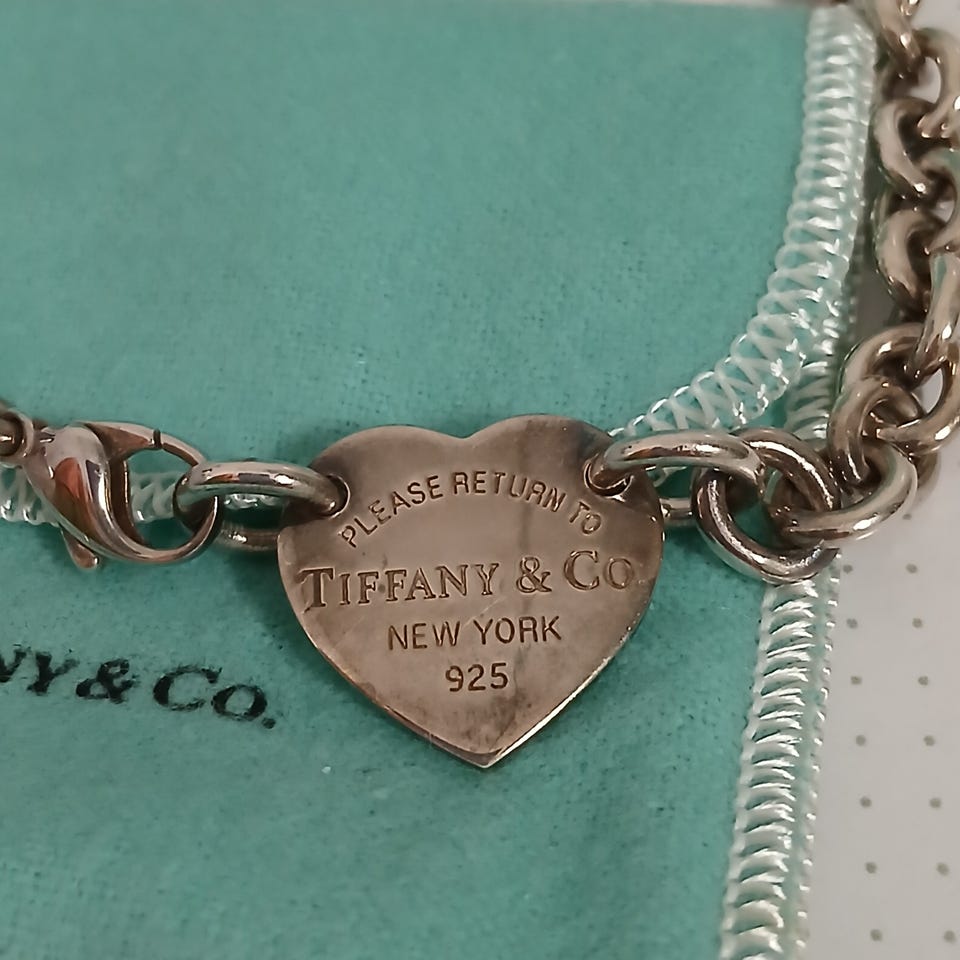 PLEASE RETURN TO
TIFFANY & CO
NEW YORK
925
NY & CO.